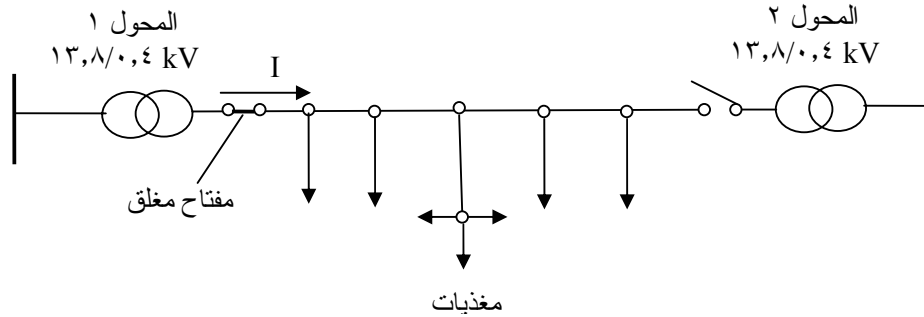 المحول ١
١٣,٨/٠,٤ kV
المحول ٢
١٣,٨/٠,٤ kV
I
مفتاح مغلق
مغذيات